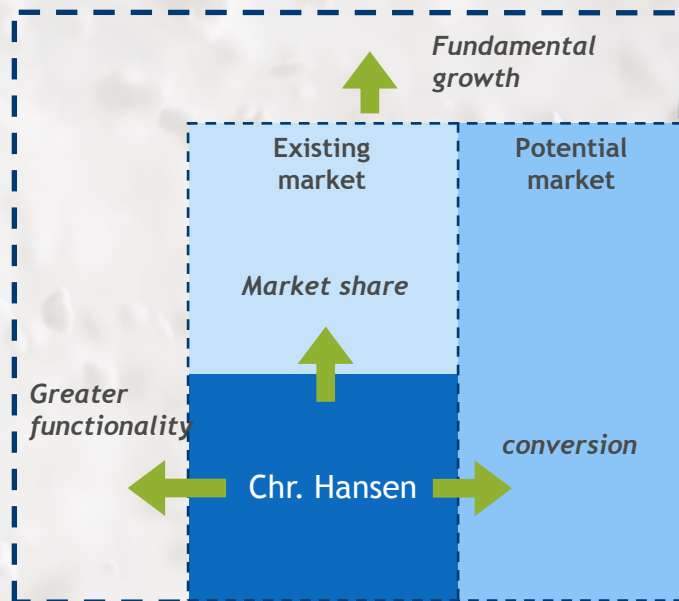 Fundamental
growth
Existing
market
Potential
market
Market share
Greater
functionality
conversion
Chr. Hansen